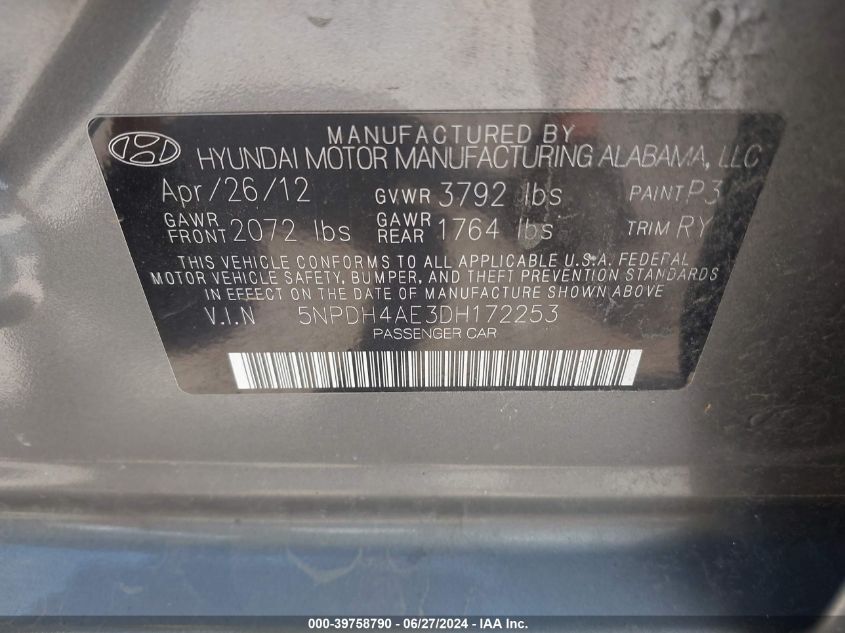 MANUFACTURED BY
HYUNDAI MOTOR MANUFACTURING ALABAMA, LLC
Apr/26/12 GVWR 3792 lbs PAINT P3
GAWR FRONT 2072 lbs GAWR REAR 1764 lbs TRIM RY
THIS VEHICLE CONFORMS TO ALL APPLICABLE U.S.A. FEDERAL
MOTOR VEHICLE SAFETY, BUMPER, AND THEFT PREVENTION STANDARDS
IN EFFECT ON THE DATE OF MANUFACTURE SHOWN ABOVE.
V.I.N 5NPDH4AE3DH172253
PASSENGER CAR
000-39758790 - 06/27/2024 - IAA Inc.